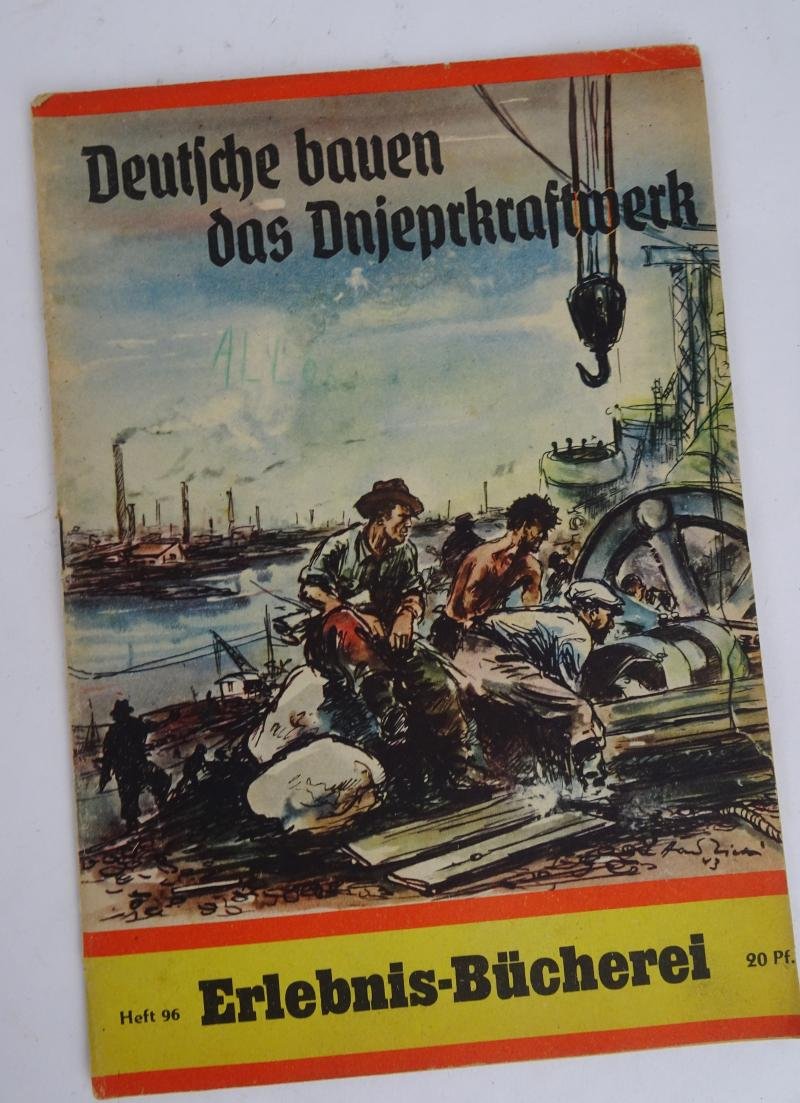 Deutſche bauen
das Dnjeprkraftwerk
Heft 96
Erlebnis-Bücherei
20 Pf.